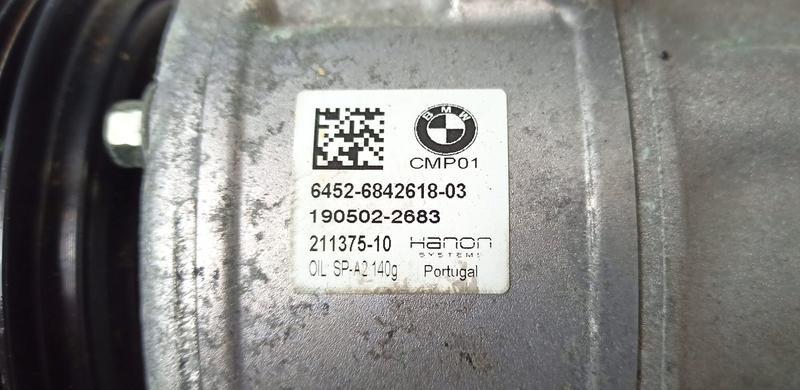 BMW
CMP01
6452-6842618-03
190502-2683
211375-10 Hanon
SYSTEMS
OIL: SP-A2 140g Portugal